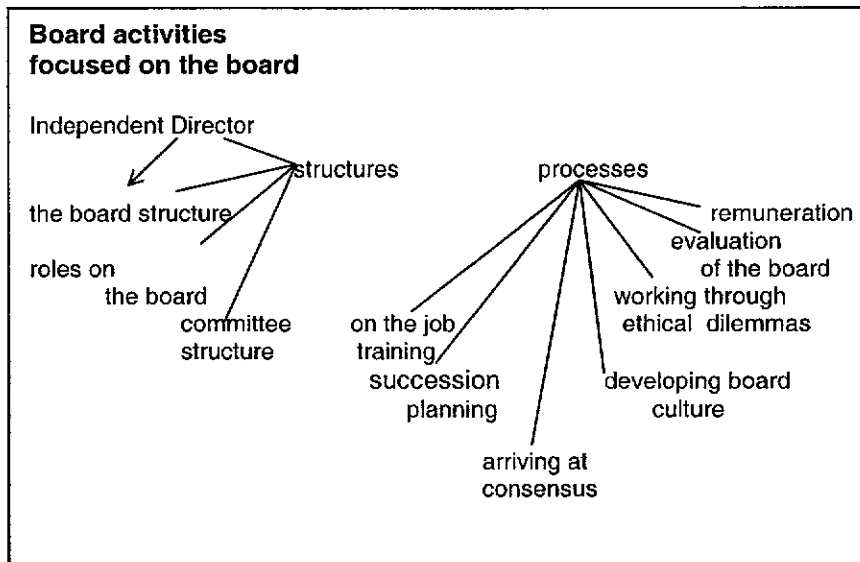 Board activities
focused on the board
Independent Director
structures
the board structure
roles on
the board
committee
structure
processes
remuneration
evaluation
of the board
working through
ethical dilemmas
on the job
training
succession
planning
developing board
culture
arriving at
consensus